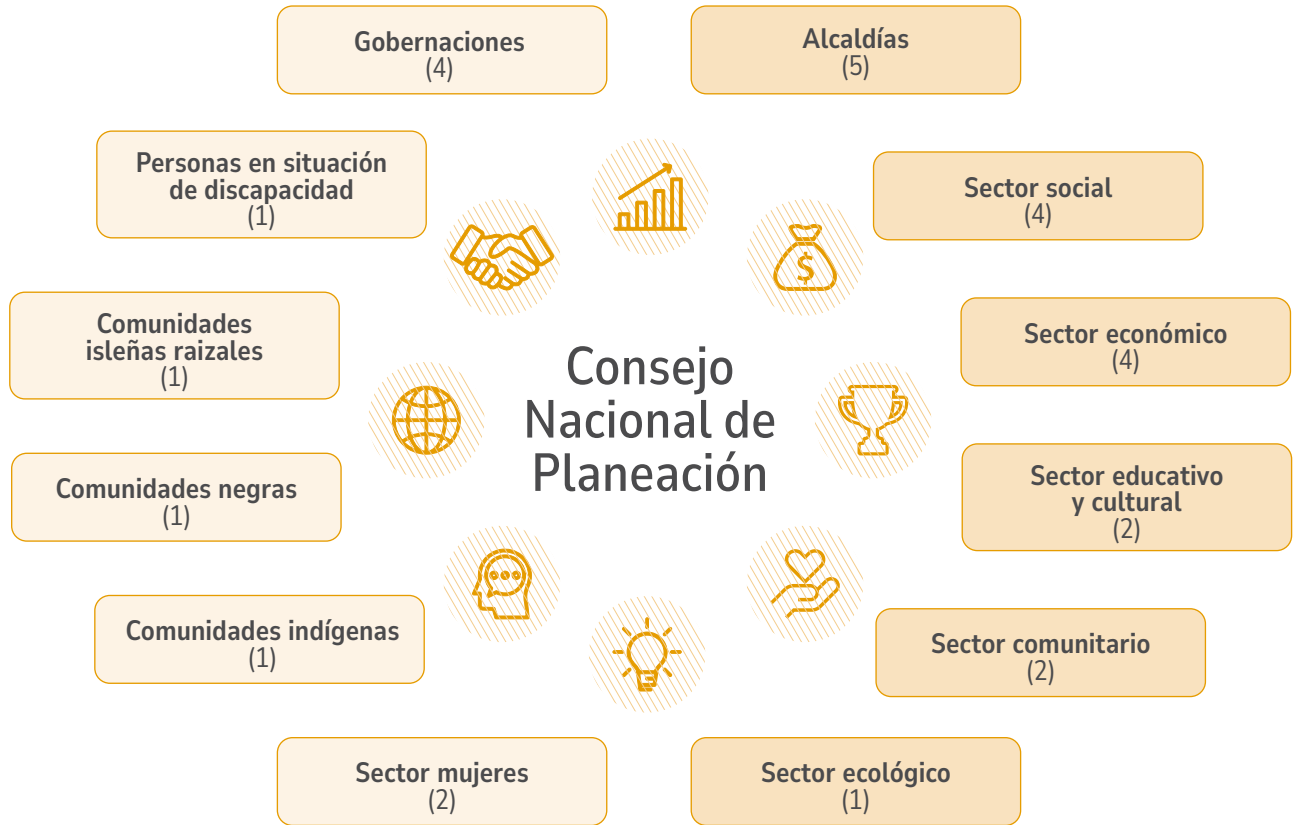 Gobernaciones
(4)
Alcaldías
(5)
Personas en situación
de discapacidad
(1)
Sector social
(4)
$
Comunidades
isleñas raizales
(1)
Sector económico
(4)
Consejo
Nacional de
Planeación
Comunidades negras
(1)
Sector educativo
y cultural
(2)
Comunidades indígenas
(1)
Sector comunitario
(2)
Sector mujeres
(2)
Sector ecológico
(1)